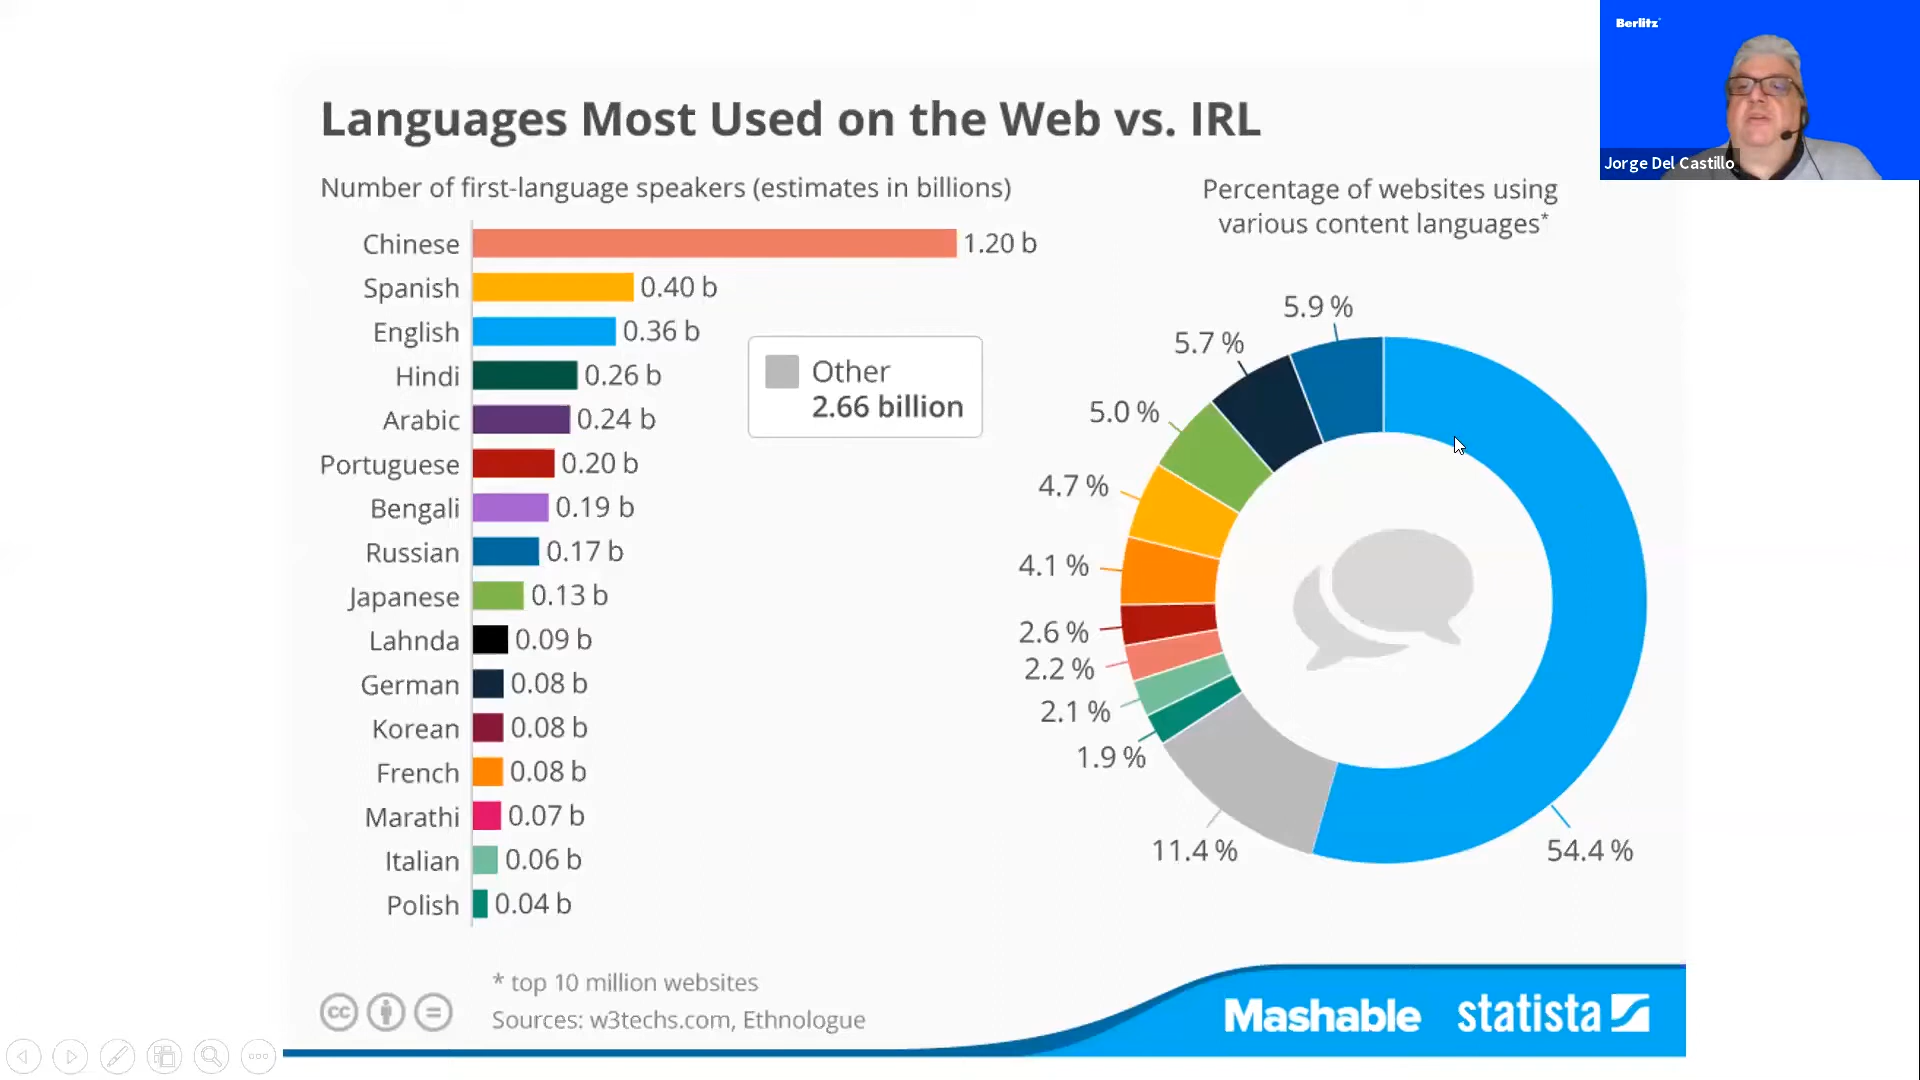 Berlitz
Jorge Del Castillo
Languages Most Used on the Web vs. IRL
Number of first-language speakers (estimates in billions)
Chinese 1.20 b
Spanish 0.40 b
English 0.36 b
Hindi 0.26 b
Arabic 0.24 b
Portuguese 0.20 b
Bengali 0.19 b
Russian 0.17 b
Japanese 0.13 b
Lahnda 0.09 b
German 0.08 b
Korean 0.08 b
French 0.08 b
Marathi 0.07 b
Italian 0.06 b
Polish 0.04 b
Other
2.66 billion
Percentage of websites using
various content languages*
5.9 %
5.7 %
5.0 %
4.7 %
4.1 %
2.6 %
2.2 %
2.1 %
1.9 %
11.4 %
54.4 %
* top 10 million websites
Sources: w3techs.com, Ethnologue
cc
Mashable statista